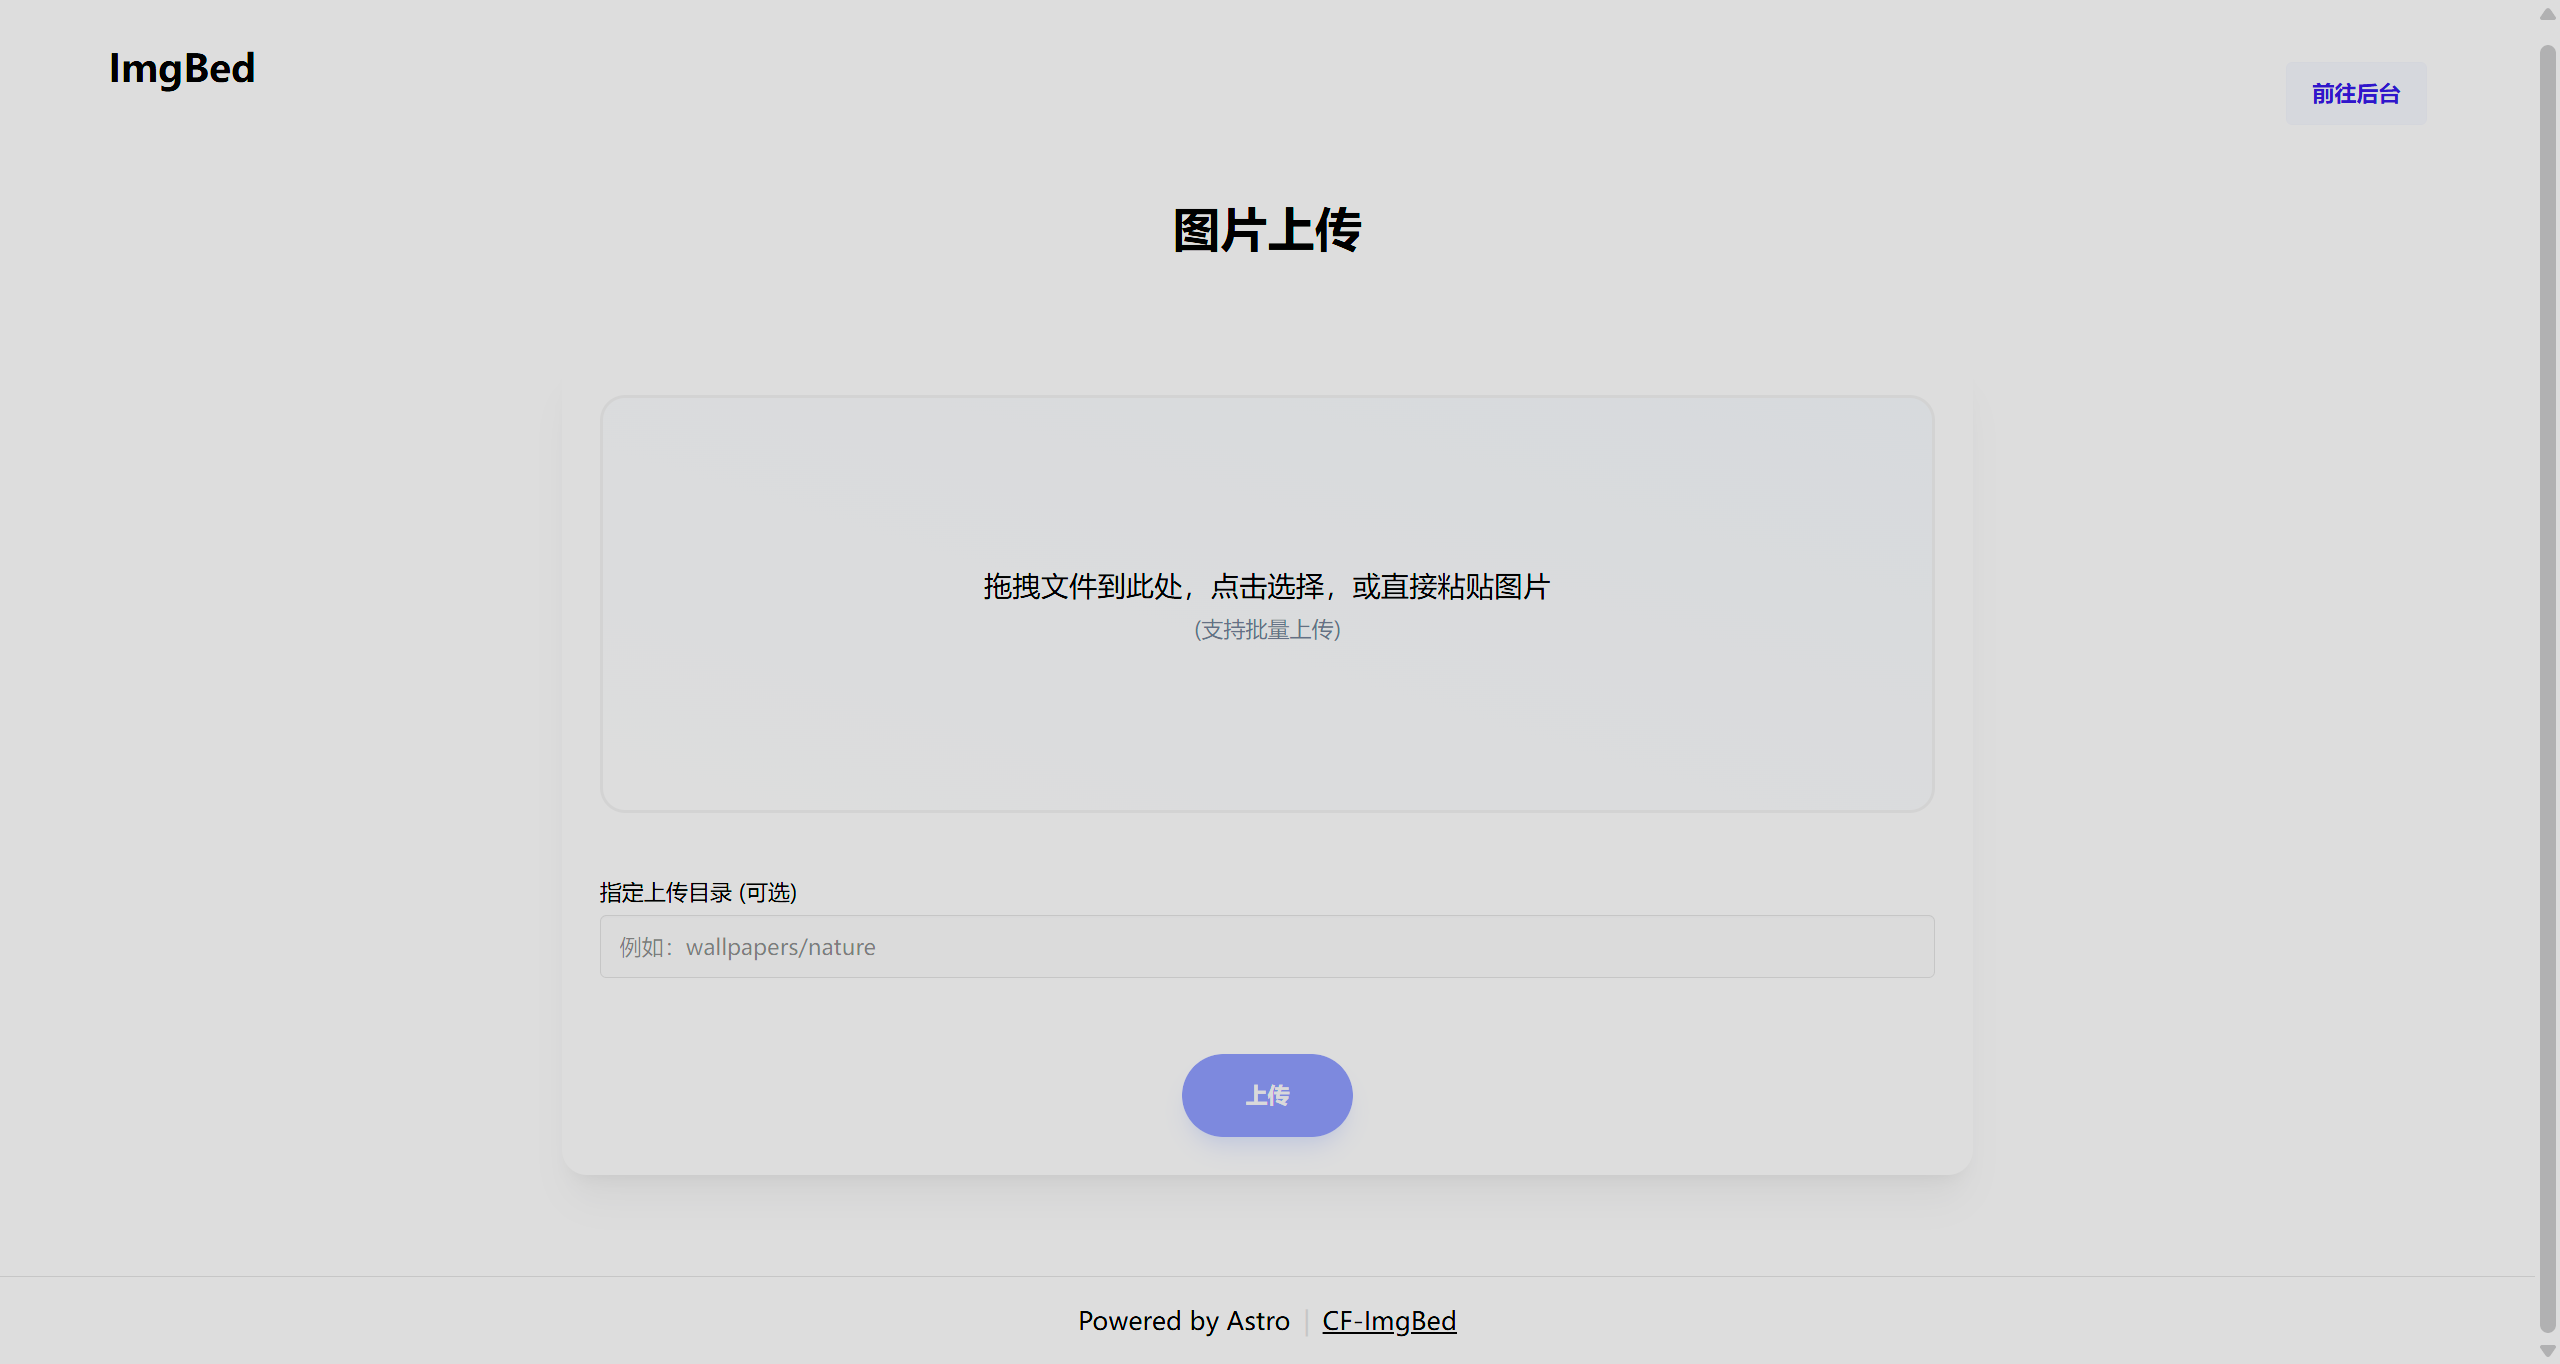 ImgBed
前往后台
图片上传
拖拽文件到此处，点击选择，或直接粘贴图片
(支持批量上传)
指定上传目录 (可选)
例如：wallpapers/nature
上传
Powered by Astro | CF-ImgBed